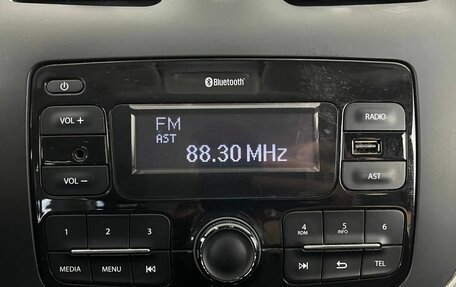 Bluetooth
VOL +
FM
RADIO
AST
88.30 MHz
VOL −
AST
1 2 3
4 RDM 5 INFO 6
MEDIA MENU
TEL